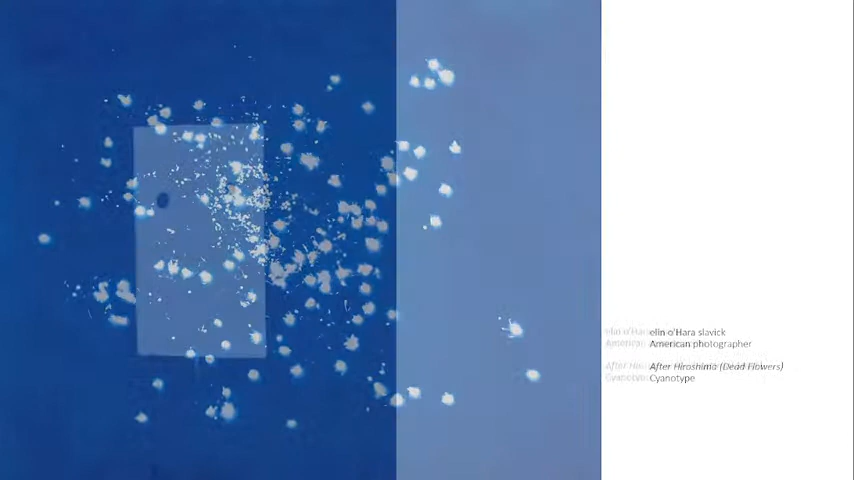 elin o'Hara slavick
American photographer
After Hiroshima (Dead Flowers)
Cyanotype